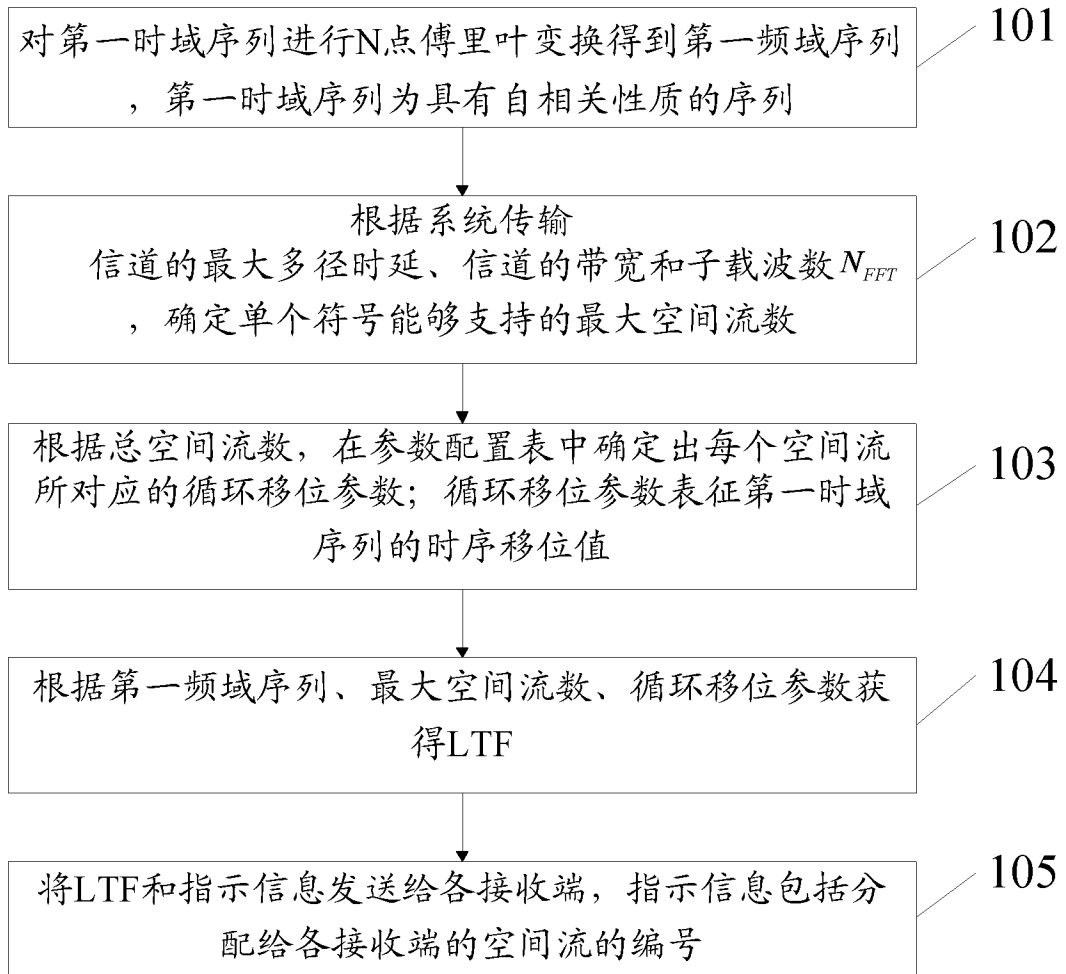 对第一时域序列进行N点傅里叶变换得到第一频域序列
，第一时域序列为具有自相关性质的序列
101
根据系统传输
信道的最大多径时延、信道的带宽和子载波数N_FFT
，确定单个符号能够支持的最大空间流数
102
根据总空间流数，在参数配置表中确定出每个空间流
所对应的循环移位参数；循环移位参数表征第一时域
序列的时序移位值
103
根据第一频域序列、最大空间流数、循环移位参数获
得LTF
104
将LTF和指示信息发送给各接收端，指示信息包括分
配给各接收端的空间流的编号
105